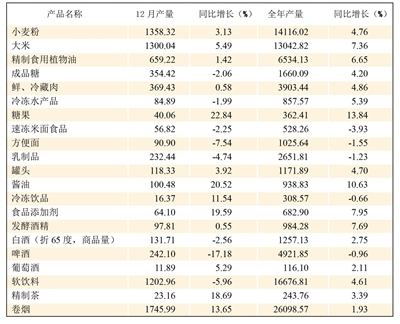 产品名称 12月产量 同比增长（%） 全年产量 同比增长（%）
小麦粉 1358.32 3.13 14116.02 4.76
大米 1300.04 5.49 13042.82 7.36
精制食用植物油 659.22 1.42 6534.13 6.65
成品糖 354.42 -2.06 1660.09 4.20
鲜、冷藏肉 369.43 0.58 3903.44 4.86
冷冻水产品 84.89 -1.99 857.57 5.39
糖果 40.06 22.84 362.41 13.84
速冻米面食品 56.82 -2.25 528.26 -3.93
方便面 90.90 -7.54 1025.64 -1.55
乳制品 232.44 -4.74 2651.81 -1.23
罐头 118.33 3.92 1171.89 4.70
酱油 100.48 20.52 938.83 10.63
冷冻饮品 16.37 11.54 308.57 -0.66
食品添加剂 64.10 19.59 682.90 7.95
发酵酒精 97.81 0.55 984.28 7.69
白酒（折65度，商品量） 131.71 -2.56 1257.13 2.75
啤酒 242.10 -17.18 4921.85 -0.96
葡萄酒 11.89 5.29 116.10 2.11
软饮料 1202.96 -5.96 16676.81 4.61
精制茶 23.16 18.69 243.76 3.39
卷烟 1745.99 13.65 26098.57 1.93